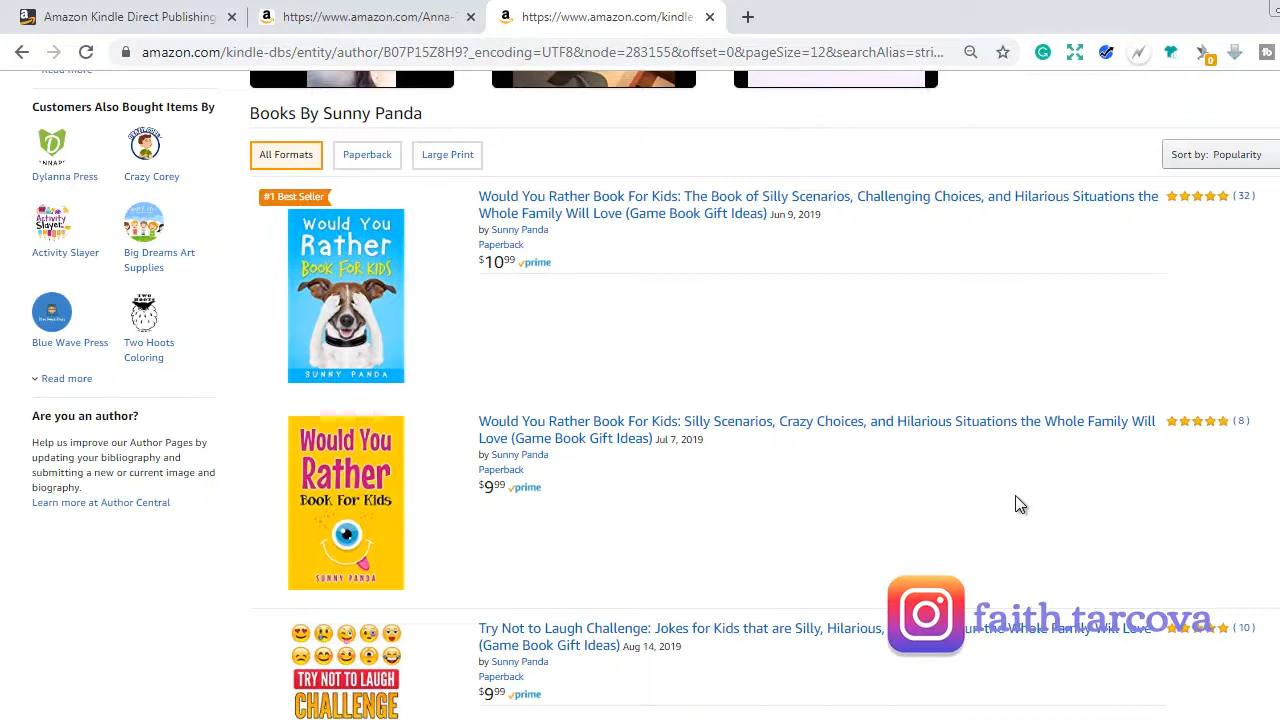 Amazon Kindle Direct Publishing
https://www.amazon.com/Anna-
https://www.amazon.com/kindle-
amazon.com/kindle-dbs/entity/author/B07P15Z8H9?_encoding=UTF8&node=283155&offset=0&pageSize=12&searchAlias=stri...
0
tb
Customers Also Bought Items By
Dylanna Press
Crazy Corey
Activity Slayer
Big Dreams Art
Supplies
Blue Wave Press
Two Hoots
Coloring
Read more
Are you an author?
Help us improve our Author Pages by
updating your bibliography and
submitting a new or current image and
biography.
Learn more at Author Central
Books By Sunny Panda
All Formats
Paperback
Large Print
Sort by: Popularity
#1 Best Seller
Would You
Rather
BOOK FOR KIDS
SUNNY PANDA
Would You Rather Book For Kids: The Book of Silly Scenarios, Challenging Choices, and Hilarious Situations the
Whole Family Will Love (Game Book Gift Ideas) Jun 9, 2019
by Sunny Panda
Paperback
$1099 prime
(32)
Would You
Rather
Book For Kids
SUNNY PANDA
Would You Rather Book For Kids: Silly Scenarios, Crazy Choices, and Hilarious Situations the Whole Family Will
Love (Game Book Gift Ideas) Jul 7, 2019
by Sunny Panda
Paperback
$9.99 prime
(8)
TRY NOT TO LAUGH
CHALLENGE
Try Not to Laugh Challenge: Jokes for Kids that are Silly, Hilarious, the Whole Family Will Love
(Game Book Gift Ideas) Aug 14, 2019
by Sunny Panda
Paperback
$9.99 prime
(10)
faith.tarcova